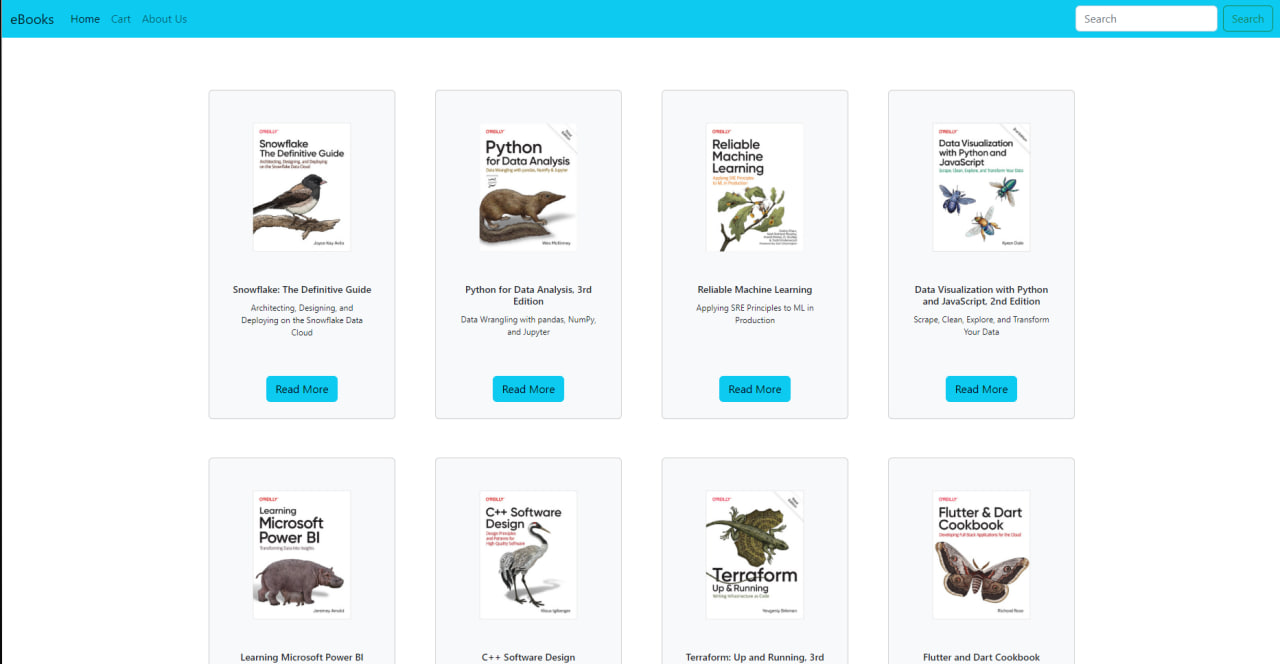 eBooks Home Cart About Us Search Search
O'REILLY
Snowflake
The Definitive Guide
Architecting, Designing, and Deploying
on the Snowflake Data Cloud
Joyce Kay Avila
O'REILLY
Python
for Data Analysis
Data Wrangling with pandas, NumPy & Jupyter
Wes McKinney
O'REILLY
Reliable
Machine
Learning
Applying SRE Principles
to ML in Production
O'REILLY
Data Visualization
with Python and
JavaScript
Scrape, Clean, Explore, and Transform Your Data
Kyran Dale
Snowflake: The Definitive Guide
Architecting, Designing, and
Deploying on the Snowflake Data
Cloud
Read More
Python for Data Analysis, 3rd
Edition
Data Wrangling with pandas, NumPy,
and Jupyter
Read More
Reliable Machine Learning
Applying SRE Principles to ML in
Production
Read More
Data Visualization with Python
and JavaScript, 2nd Edition
Scrape, Clean, Explore, and Transform
Your Data
Read More
O'REILLY
Learning
Microsoft
Power BI
Transforming Data into Insights
Jeremey Arnold
O'REILLY
C++ Software
Design
Design Principles
and Patterns for
High-Quality Software
Klaus Iglberger
O'REILLY
Terraform
Up & Running
Writing Infrastructure as Code
Yevgeniy Brikman
O'REILLY
Flutter & Dart
Cookbook
Developing Full-Stack Applications for the Cloud
Richard Rose
Learning Microsoft Power BI
C++ Software Design
Terraform: Up and Running, 3rd
Flutter and Dart Cookbook